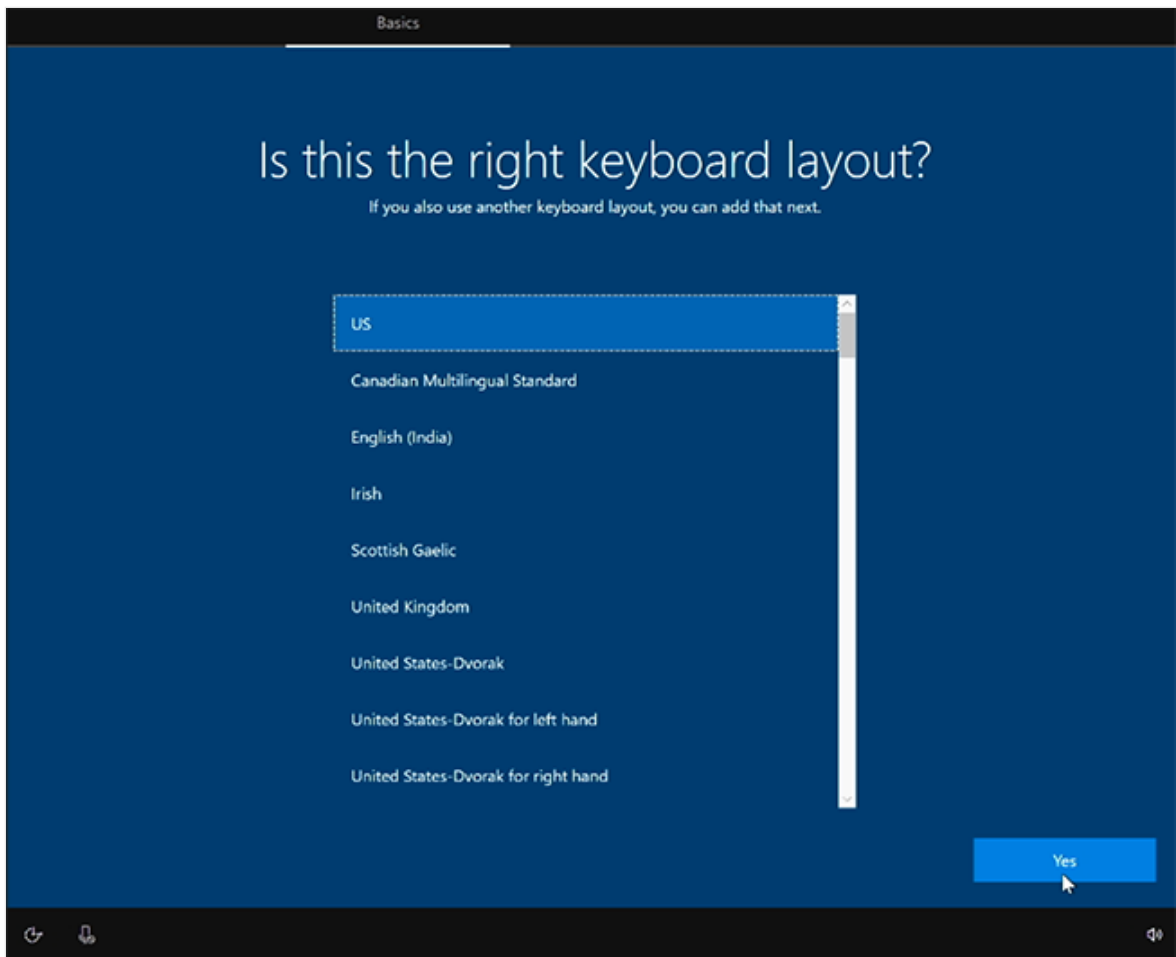 Basics
Is this the right keyboard layout?
If you also use another keyboard layout, you can add that next.
US
Canadian Multilingual Standard
English (India)
Irish
Scottish Gaelic
United Kingdom
United States-Dvorak
United States-Dvorak for left hand
United States-Dvorak for right hand
Yes